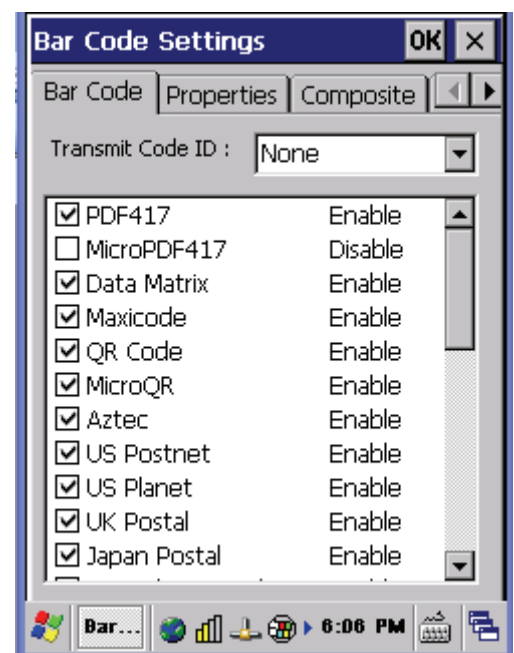 Bar Code Settings OK ×
Bar Code Properties Composite
Transmit Code ID : None
PDF417 Enable
MicroPDF417 Disable
Data Matrix Enable
Maxicode Enable
QR Code Enable
MicroQR Enable
Aztec Enable
US Postnet Enable
US Planet Enable
UK Postal Enable
Japan Postal Enable
Bar... 6:06 PM